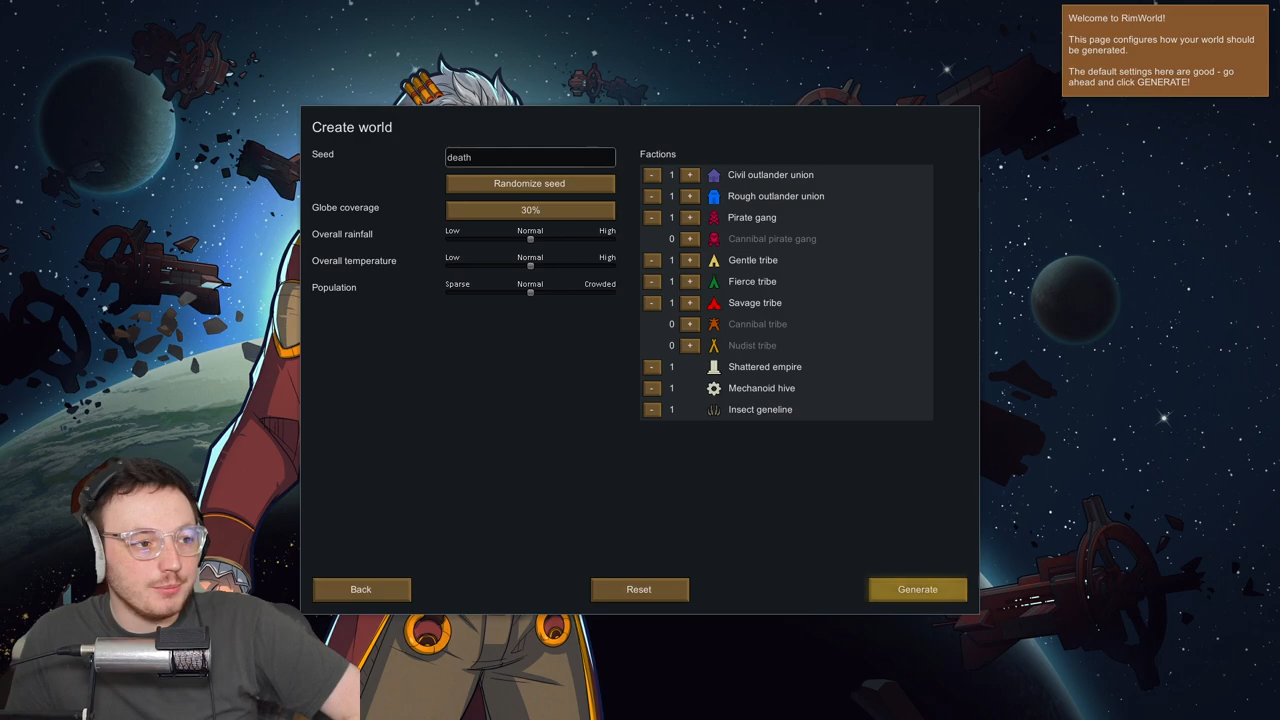 Welcome to RimWorld!
This page configures how your world should
be generated.
The default settings here are good - go
ahead and click GENERATE!
Create world
Seed
death
Randomize seed
Globe coverage
30%
Overall rainfall
Low Normal High
Overall temperature
Low Normal High
Population
Sparse Normal Crowded
Factions
- 1 + Civil outlander union
- 1 + Rough outlander union
- 1 + Pirate gang
0 + Cannibal pirate gang
- 1 + Gentle tribe
- 1 + Fierce tribe
- 1 + Savage tribe
0 + Cannibal tribe
0 + Nudist tribe
- 1 Shattered empire
- 1 Mechanoid hive
- 1 Insect geneline
Back
Reset
Generate